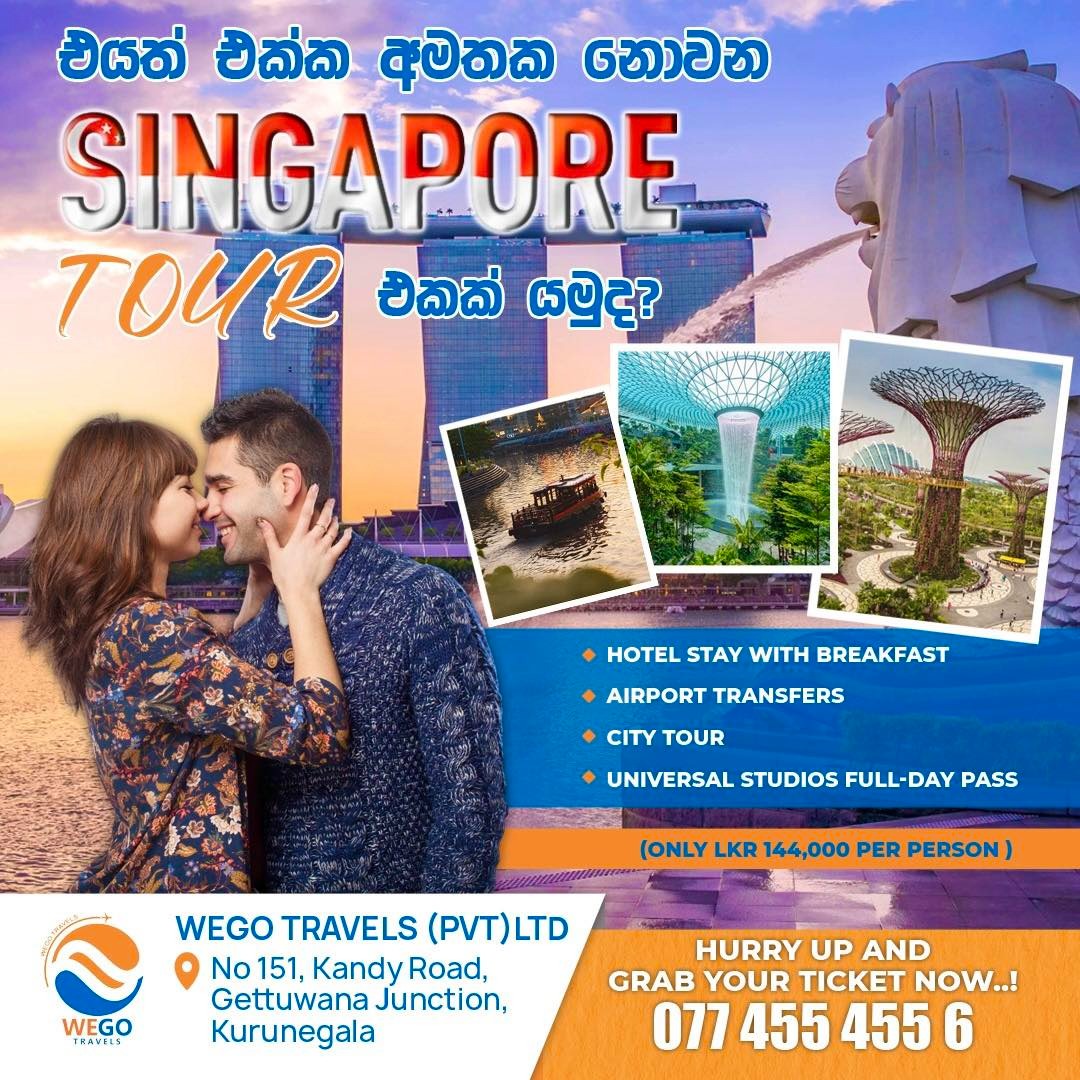 එයත් එක්ක අමතක නොවන
SINGAPORE
TOUR එකක් යමුද?
◆ HOTEL STAY WITH BREAKFAST
◆ AIRPORT TRANSFERS
◆ CITY TOUR
◆ UNIVERSAL STUDIOS FULL-DAY PASS
(ONLY LKR 144,000 PER PERSON )
WEGO TRAVELS
WEGO
TRAVELS
WEGO TRAVELS (PVT)LTD
No 151, Kandy Road,
Gettuwana Junction,
Kurunegala
HURRY UP AND
GRAB YOUR TICKET NOW..!
077 455 455 6